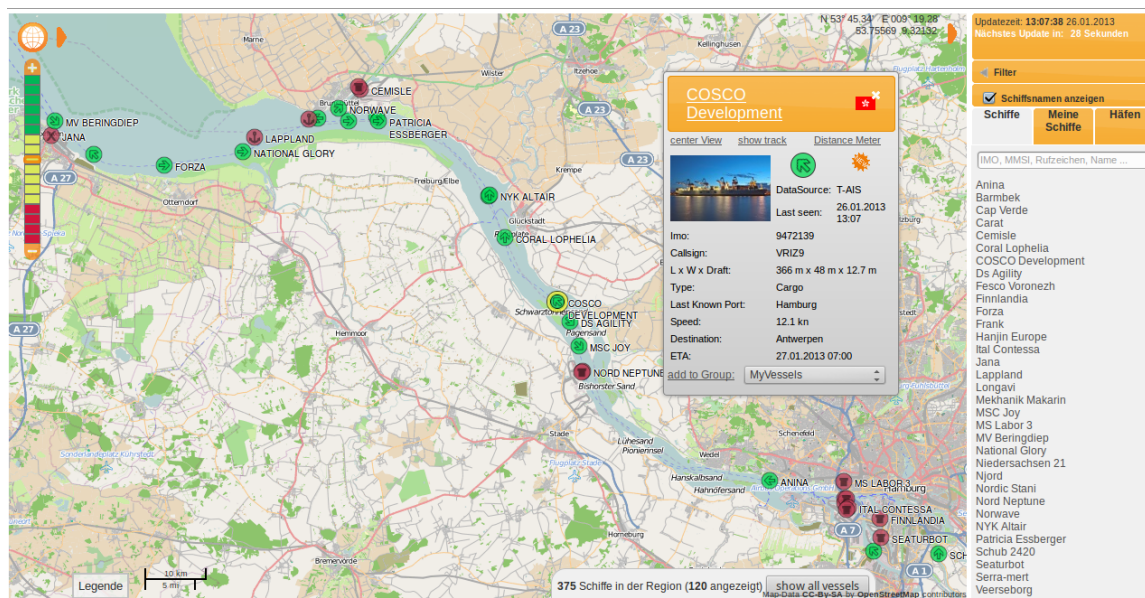 N 53° 45.34' E 009° 19.28'
53.75569 9.32132
Updatezeit: 13:07:38 26.01.2013
Nächstes Update in: 28 Sekunden
Filter
Schiffsnamen anzeigen
Schiffe
Meine Schiffe
Häfen
IMO, MMSI, Rufzeichen, Name ...
Anina
Barmbek
Cap Verde
Carat
Cemisle
Coral Lophelia
COSCO Development
Ds Agility
Fesco Voronezh
Finnlandia
Forza
Frank
Hanjin Europe
Ital Contessa
Jana
Lappland
Longavi
Mekhanik Makarin
MSC Joy
MS Labor 3
MV Beringdiep
National Glory
Niedersachsen 21
Njord
Nordic Stani
Nord Neptune
Norwave
NYK Altair
Patricia Essberger
Schub 2420
Seaturbot
Serra-mert
Veerseborg
COSCO
Development
center View show track Distance Meter
DataSource: T-AIS
Last seen: 26.01.2013
13:07
Imo: 9472139
Callsign: VRIZ9
L x W x Draft: 366 m x 48 m x 12.7 m
Type: Cargo
Last Known Port: Hamburg
Speed: 12.1 kn
Destination: Antwerpen
ETA: 27.01.2013 07:00
add to Group: MyVessels
A 23
Marne
Kellinghusen
Wilster
Itzehoe
CEMISLE
A 23
NORWAVE
MV BERINGDIEP
PATRICIA
ESSBERGER
JANA
LAPPLAND
NATIONAL GLORY
A 23
FORZA
Krempe
A 27
Freiburg/Elbe
Otterndorf
NYK ALTAIR
Glückstadt
CORAL LOPHELIA
COSCO
DEVELOPMENT
DS AGILITY
Pagensand
A 27
Hemmoor
MSC JOY
NORD NEPTUNE
Bishorster Sand
Stade
Schenefeld
Lühesand
Pionierinsel
Wedel
Flugplatz Stade
Hanskalbsand
Hahnöfersand
ANINA
MS LABOR 3
Hamburg
ITAL CONTESSA
FINNLANDIA
A 7
SEATURBOT
Horneburg
Bremervörde
SCH
A 1
10 km
5 mi
Legende
375 Schiffe in der Region (120 angezeigt) show all vessels
Map-Data CC-By-SA by OpenStreetMap contributors